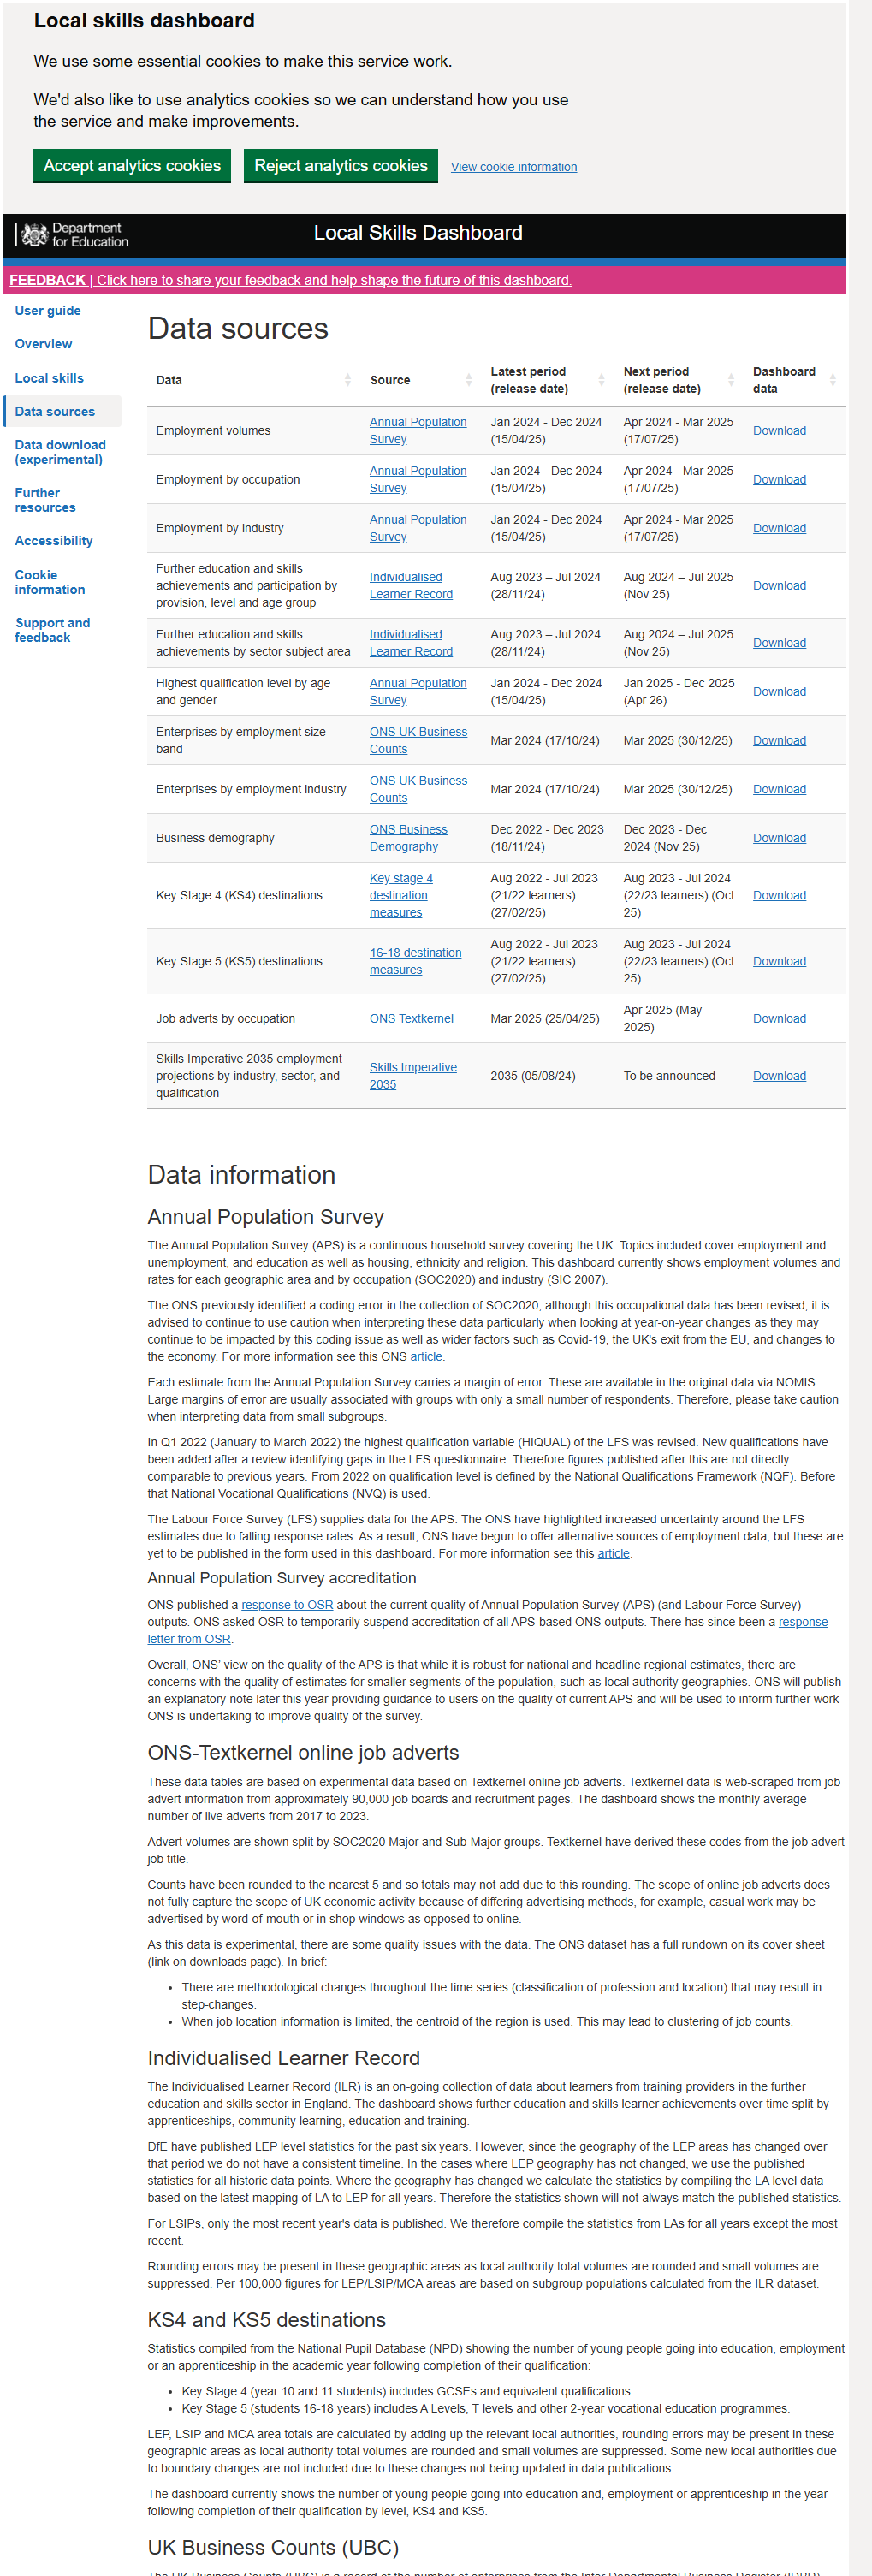 Local skills dashboard
We use some essential cookies to make this service work.
We'd also like to use analytics cookies so we can understand how you use
the service and make improvements.
Accept analytics cookies Reject analytics cookies View cookie information
Department
for Education
Local Skills Dashboard
FEEDBACK | Click here to share your feedback and help shape the future of this dashboard.
User guide
Overview
Local skills
Data sources
Data download
(experimental)
Further
resources
Accessibility
Cookie
information
Support and
feedback
Data sources
Data Source Latest period (release date) Next period (release date) Dashboard data
Employment volumes Annual Population Survey Jan 2024 - Dec 2024 (15/04/25) Apr 2024 - Mar 2025 (17/07/25) Download
Employment by occupation Annual Population Survey Jan 2024 - Dec 2024 (15/04/25) Apr 2024 - Mar 2025 (17/07/25) Download
Employment by industry Annual Population Survey Jan 2024 - Dec 2024 (15/04/25) Apr 2024 - Mar 2025 (17/07/25) Download
Further education and skills achievements and participation by provision, level and age group Individualised Learner Record Aug 2023 – Jul 2024 (28/11/24) Aug 2024 – Jul 2025 (Nov 25) Download
Further education and skills achievements by sector subject area Individualised Learner Record Aug 2023 – Jul 2024 (28/11/24) Aug 2024 – Jul 2025 (Nov 25) Download
Highest qualification level by age and gender Annual Population Survey Jan 2024 - Dec 2024 (15/04/25) Jan 2025 - Dec 2025 (Apr 26) Download
Enterprises by employment size band ONS UK Business Counts Mar 2024 (17/10/24) Mar 2025 (30/12/25) Download
Enterprises by employment industry ONS UK Business Counts Mar 2024 (17/10/24) Mar 2025 (30/12/25) Download
Business demography ONS Business Demography Dec 2022 - Dec 2023 (18/11/24) Dec 2023 - Dec 2024 (Nov 25) Download
Key Stage 4 (KS4) destinations Key stage 4 destination measures Aug 2022 - Jul 2023 (21/22 learners) (27/02/25) Aug 2023 - Jul 2024 (22/23 learners) (Oct 25) Download
Key Stage 5 (KS5) destinations 16-18 destination measures Aug 2022 - Jul 2023 (21/22 learners) (27/02/25) Aug 2023 - Jul 2024 (22/23 learners) (Oct 25) Download
Job adverts by occupation ONS Textkernel Mar 2025 (25/04/25) Apr 2025 (May 2025) Download
Skills Imperative 2035 employment projections by industry, sector, and qualification Skills Imperative 2035 2035 (05/08/24) To be announced Download
Data information
Annual Population Survey
The Annual Population Survey (APS) is a continuous household survey covering the UK. Topics included cover employment and
unemployment, and education as well as housing, ethnicity and religion. This dashboard currently shows employment volumes and
rates for each geographic area and by occupation (SOC2020) and industry (SIC 2007).
The ONS previously identified a coding error in the collection of SOC2020, although this occupational data has been revised, it is
advised to continue to use caution when interpreting these data particularly when looking at year-on-year changes as they may
continue to be impacted by this coding issue as well as wider factors such as Covid-19, the UK's exit from the EU, and changes to
the economy. For more information see this ONS article.
Each estimate from the Annual Population Survey carries a margin of error. These are available in the original data via NOMIS.
Large margins of error are usually associated with groups with only a small number of respondents. Therefore, please take caution
when interpreting data from small subgroups.
In Q1 2022 (January to March 2022) the highest qualification variable (HIQUAL) of the LFS was revised. New qualifications have
been added after a review identifying gaps in the LFS questionnaire. Therefore figures published after this are not directly
comparable to previous years. From 2022 on qualification level is defined by the National Qualifications Framework (NQF). Before
that National Vocational Qualifications (NVQ) is used.
The Labour Force Survey (LFS) supplies data for the APS. The ONS have highlighted increased uncertainty around the LFS
estimates due to falling response rates. As a result, ONS have begun to offer alternative sources of employment data, but these are
yet to be published in the form used in this dashboard. For more information see this article.
Annual Population Survey accreditation
ONS published a response to OSR about the current quality of Annual Population Survey (APS) (and Labour Force Survey)
outputs. ONS asked OSR to temporarily suspend accreditation of all APS-based ONS outputs. There has since been a response
letter from OSR.
Overall, ONS' view on the quality of the APS is that while it is robust for national and headline regional estimates, there are
concerns with the quality of estimates for smaller segments of the population, such as local authority geographies. ONS will publish
an explanatory note later this year providing guidance to users on the quality of current APS and will be used to inform further work
ONS is undertaking to improve quality of the survey.
ONS-Textkernel online job adverts
These data tables are based on experimental data based on Textkernel online job adverts. Textkernel data is web-scraped from job
advert information from approximately 90,000 job boards and recruitment pages. The dashboard shows the monthly average
number of live adverts from 2017 to 2023.
Advert volumes are shown split by SOC2020 Major and Sub-Major groups. Textkernel have derived these codes from the job advert
job title.
Counts have been rounded to the nearest 5 and so totals may not add due to this rounding. The scope of online job adverts does
not fully capture the scope of UK economic activity because of differing advertising methods, for example, casual work may be
advertised by word-of-mouth or in shop windows as opposed to online.
As this data is experimental, there are some quality issues with the data. The ONS dataset has a full rundown on its cover sheet
(link on downloads page). In brief:
• There are methodological changes throughout the time series (classification of profession and location) that may result in
step-changes.
• When job location information is limited, the centroid of the region is used. This may lead to clustering of job counts.
Individualised Learner Record
The Individualised Learner Record (ILR) is an on-going collection of data about learners from training providers in the further
education and skills sector in England. The dashboard shows further education and skills learner achievements over time split by
apprenticeships, community learning, education and training.
DfE have published LEP level statistics for the past six years. However, since the geography of the LEP areas has changed over
that period we do not have a consistent timeline. In the cases where LEP geography has not changed, we use the published
statistics for all historic data points. Where the geography has changed we calculate the statistics by compiling the LA level data
based on the latest mapping of LA to LEP for all years. Therefore the statistics shown will not always match the published statistics.
For LSIPs, only the most recent year's data is published. We therefore compile the statistics from LAs for all years except the most
recent.
Rounding errors may be present in these geographic areas as local authority total volumes are rounded and small volumes are
suppressed. Per 100,000 figures for LEP/LSIP/MCA areas are based on subgroup populations calculated from the ILR dataset.
KS4 and KS5 destinations
Statistics compiled from the National Pupil Database (NPD) showing the number of young people going into education, employment
or an apprenticeship in the academic year following completion of their qualification:
• Key Stage 4 (year 10 and 11 students) includes GCSEs and equivalent qualifications
• Key Stage 5 (students 16-18 years) includes A Levels, T levels and other 2-year vocational education programmes.
LEP, LSIP and MCA area totals are calculated by adding up the relevant local authorities, rounding errors may be present in these
geographic areas as local authority total volumes are rounded and small volumes are suppressed. Some new local authorities due
to boundary changes are not included due to these changes not being updated in data publications.
The dashboard currently shows the number of young people going into education and, employment or apprenticeship in the year
following completion of their qualification by level, KS4 and KS5.
UK Business Counts (UBC)